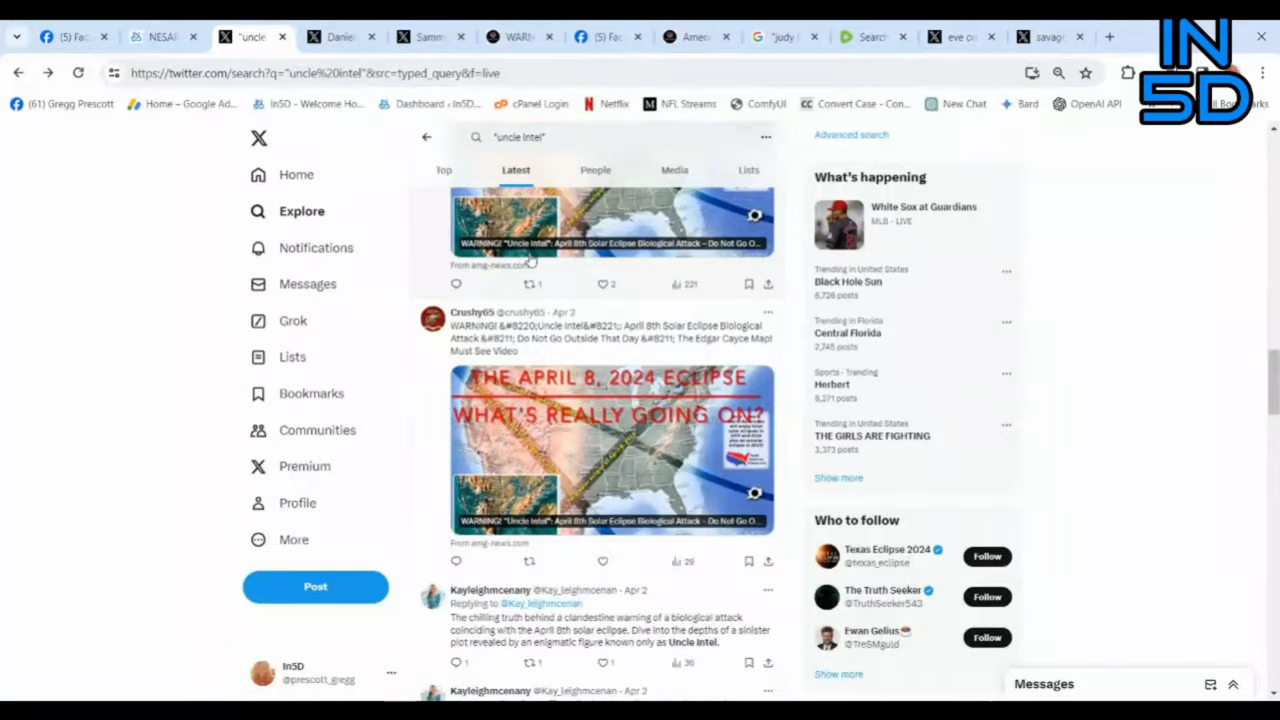 IN
5D
(5) Fac
NESAR
"uncle
Daniel
Samm
WARN
(5) Fac
Amer
"judy
Search
eve o
savag
https://twitter.com/search?q="uncle%20intel"&src=typed_query&f=live
(61) Gregg Prescott
Home – Google Ad...
In5D - Welcome Ho...
Dashboard ‹ In5D...
cPanel Login
Netflix
NFL Streams
ComfyUI
Convert Case - Con...
New Chat
Bard
OpenAI API
"uncle intel"
Top
Latest
People
Media
Lists
Home
Explore
Notifications
Messages
Grok
Lists
Bookmarks
Communities
Premium
Profile
More
Post
In5D
@prescott_gregg
WARNING! "Uncle Intel": April 8th Solar Eclipse Biological Attack – Do Not Go O...
From amg-news.com
1
2
221
Crushy65 @crushy65 · Apr 2
WARNING! &#8220;Uncle Intel&#8221;: April 8th Solar Eclipse Biological
Attack &#8211; Do Not Go Outside That Day &#8211; The Edgar Cayce Map!
Must See Video
THE APRIL 8, 2024 ECLIPSE
WHAT'S REALLY GOING ON?
WARNING! "Uncle Intel": April 8th Solar Eclipse Biological Attack – Do Not Go O...
From amg-news.com
29
Kayleighmcenany @Kay_leighmcenan · Apr 2
Replying to @Kay_leighmcenan
The chilling truth behind a clandestine warning of a biological attack
coinciding with the April 8th solar eclipse. Dive into the depths of a sinister
plot revealed by an enigmatic figure known only as Uncle Intel.
1
1
1
36
Kayleighmcenany @Kay_leighmcenan · Apr 2
Advanced search
What's happening
White Sox at Guardians
MLB · LIVE
Trending in United States
Black Hole Sun
6,726 posts
Trending in Florida
Central Florida
2,745 posts
Sports · Trending
Herbert
9,271 posts
Trending in United States
THE GIRLS ARE FIGHTING
3,373 posts
Show more
Who to follow
Texas Eclipse 2024
@texas_eclipse
Follow
The Truth Seeker
@TruthSeeker543
Follow
Ewan Gelius
@TreSMguld
Follow
Show more
Messages